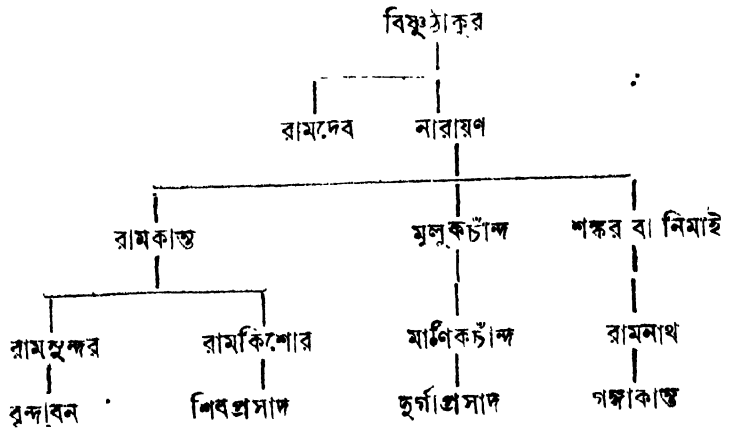 বিষ্ণুঠাকুর
রামদেব নারায়ণ
রামকান্ত মুলুকচাঁন্দ শঙ্কর বা নিমাই
রামসুন্দর রামকিশোর মাণিকচাঁন্দ রামনাথ
বৃন্দাবন শিবপ্রসাদ দুর্গাপ্রসাদ গঙ্গাকান্ত